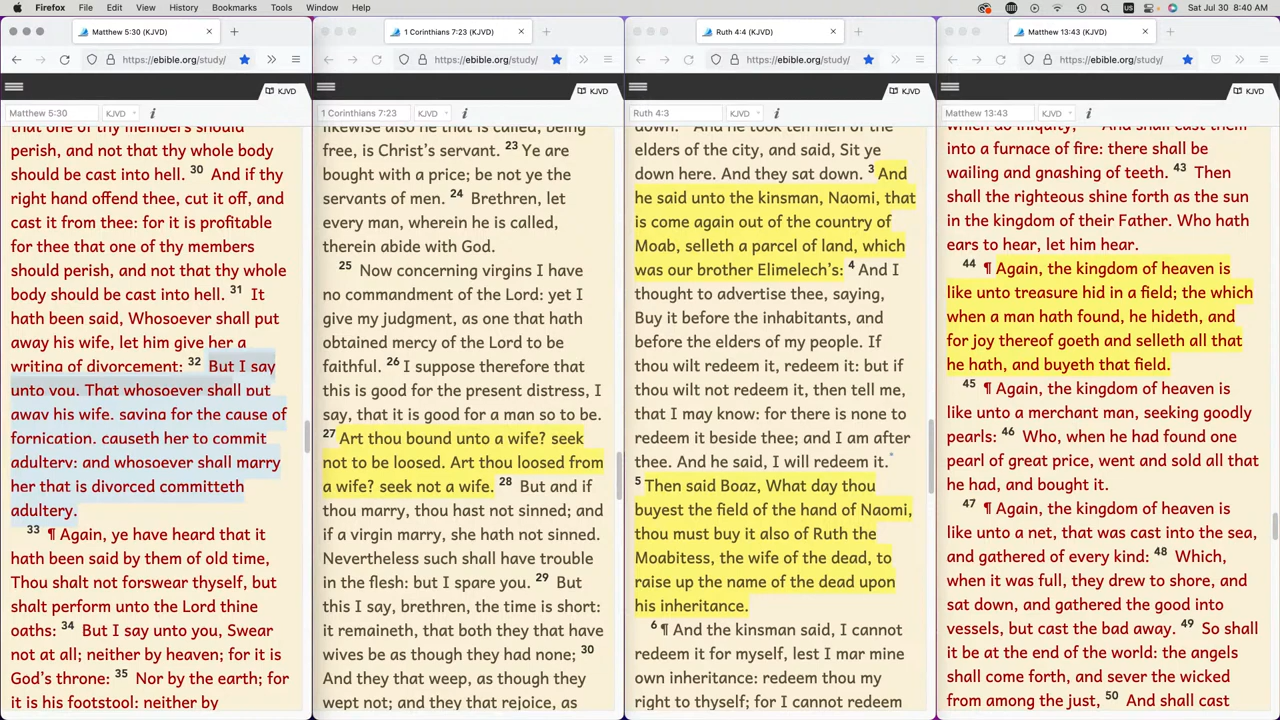 Firefox File Edit View History Bookmarks Tools Window Help
Sat Jul 30 8:40 AM
Matthew 5:30 (KJVD)
https://ebible.org/study/
KJVD
Matthew 5:30 KJVD
that one of thy members should
perish, and not that thy whole body
should be cast into hell. 30 And if thy
right hand offend thee, cut it off, and
cast it from thee: for it is profitable
for thee that one of thy members
should perish, and not that thy whole
body should be cast into hell. 31 It
hath been said, Whosoever shall put
away his wife, let him give her a
writing of divorcement: 32 But I say
unto you, That whosoever shall put
away his wife, saving for the cause of
fornication, causeth her to commit
adultery: and whosoever shall marry
her that is divorced committeth
adultery.
33 ¶ Again, ye have heard that it
hath been said by them of old time,
Thou shalt not forswear thyself, but
shalt perform unto the Lord thine
oaths: 34 But I say unto you, Swear
not at all; neither by heaven; for it is
God’s throne: 35 Nor by the earth; for
it is his footstool: neither by
1 Corinthians 7:23 (KJVD)
https://ebible.org/study/
KJVD
1 Corinthians 7:23 KJVD
likewise also he that is called, being
free, is Christ’s servant. 23 Ye are
bought with a price; be not ye the
servants of men. 24 Brethren, let
every man, wherein he is called,
therein abide with God.
25 Now concerning virgins I have
no commandment of the Lord: yet I
give my judgment, as one that hath
obtained mercy of the Lord to be
faithful. 26 I suppose therefore that
this is good for the present distress, I
say, that it is good for a man so to be.
27 Art thou bound unto a wife? seek
not to be loosed. Art thou loosed from
a wife? seek not a wife. 28 But and if
thou marry, thou hast not sinned; and
if a virgin marry, she hath not sinned.
Nevertheless such shall have trouble
in the flesh: but I spare you. 29 But
this I say, brethren, the time is short:
it remaineth, that both they that have
wives be as though they had none; 30
And they that weep, as though they
wept not; and they that rejoice, as
Ruth 4:4 (KJVD)
https://ebible.org/study/
KJVD
Ruth 4:3 KJVD
down. And he took ten men of the
elders of the city, and said, Sit ye
down here. And they sat down. 3 And
he said unto the kinsman, Naomi, that
is come again out of the country of
Moab, selleth a parcel of land, which
was our brother Elimelech’s: 4 And I
thought to advertise thee, saying,
Buy it before the inhabitants, and
before the elders of my people. If
thou wilt redeem it, redeem it: but if
thou wilt not redeem it, then tell me,
that I may know: for there is none to
redeem it beside thee; and I am after
thee. And he said, I will redeem it.*
5 Then said Boaz, What day thou
buyest the field of the hand of Naomi,
thou must buy it also of Ruth the
Moabitess, the wife of the dead, to
raise up the name of the dead upon
his inheritance.
6 ¶ And the kinsman said, I cannot
redeem it for myself, lest I mar mine
own inheritance: redeem thou my
right to thyself; for I cannot redeem
Matthew 13:43 (KJVD)
https://ebible.org/study/
KJVD
Matthew 13:43 KJVD
which do iniquity; And shall cast them
into a furnace of fire: there shall be
wailing and gnashing of teeth. 43 Then
shall the righteous shine forth as the sun
in the kingdom of their Father. Who hath
ears to hear, let him hear.
44 ¶ Again, the kingdom of heaven is
like unto treasure hid in a field; the which
when a man hath found, he hideth, and
for joy thereof goeth and selleth all that
he hath, and buyeth that field.
45 ¶ Again, the kingdom of heaven is
like unto a merchant man, seeking goodly
pearls: 46 Who, when he had found one
pearl of great price, went and sold all that
he had, and bought it.
47 ¶ Again, the kingdom of heaven is
like unto a net, that was cast into the sea,
and gathered of every kind: 48 Which,
when it was full, they drew to shore, and
sat down, and gathered the good into
vessels, but cast the bad away. 49 So shall
it be at the end of the world: the angels
shall come forth, and sever the wicked
from among the just, 50 And shall cast